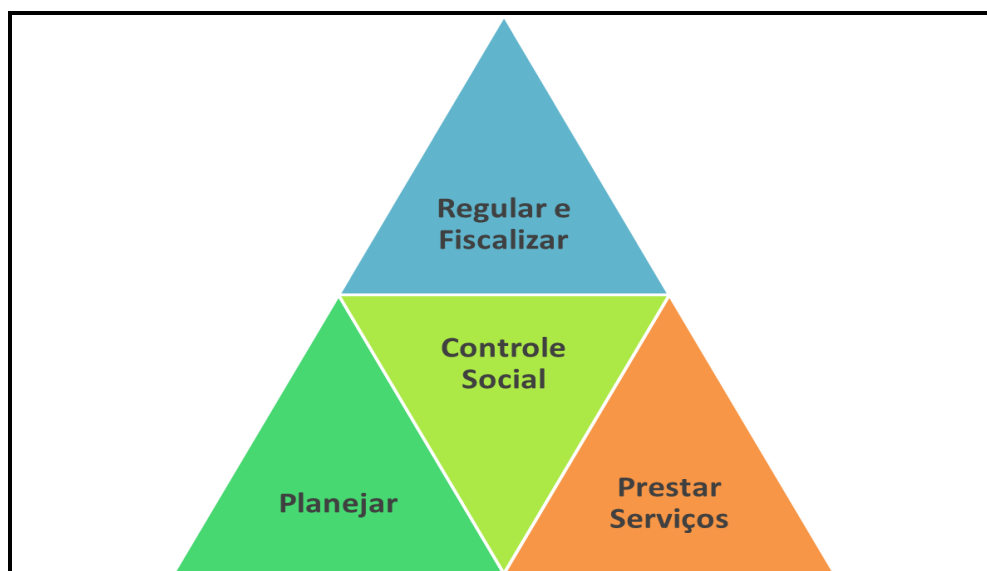 Regular e
Fiscalizar
Controle
Social
Planejar
Prestar
Serviços